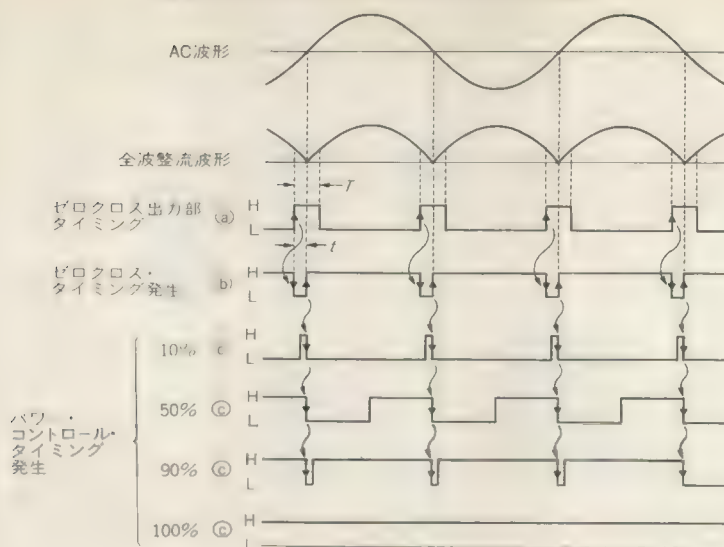 AC波形
全波整流波形
T
ゼロクロス出力部
タイミング
(a)
H
L
t
ゼロクロス・
タイミング発生
b)
H
L
10%
c
H
L
50% ⓒ
H
L
90% ⓒ
H
L
100% ⓒ
H
L
パワー・
コントロール・
タイミング
発生